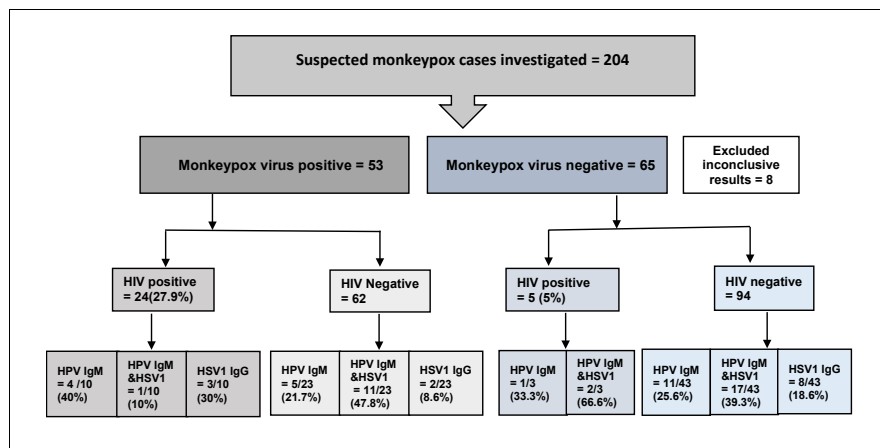 Suspected monkeypox cases investigated = 204
Monkeypox virus positive = 53
Monkeypox virus negative = 65
Excluded
inconclusive
results = 8
HIV positive
= 24(27.9%)
HIV Negative
= 62
HIV positive
= 5 (5%)
HIV negative
= 94
HPV IgM
= 4 /10
(40%)
HPV IgM
&HSV1
= 1/10
(10%)
HSV1 IgG
= 3/10
(30%)
HPV IgM
= 5/23
(21.7%)
HPV IgM
&HSV1
= 11/23
(47.8%)
HSV1 IgG
= 2/23
(8.6%)
HPV IgM
= 1/3
(33.3%)
HPV IgM
&HSV1
= 2/3
(66.6%)
HPV IgM
= 11/43
(25.6%)
HPV IgM
&HSV1
= 17/43
(39.3%)
HSV1 IgG
= 8/43
(18.6%)